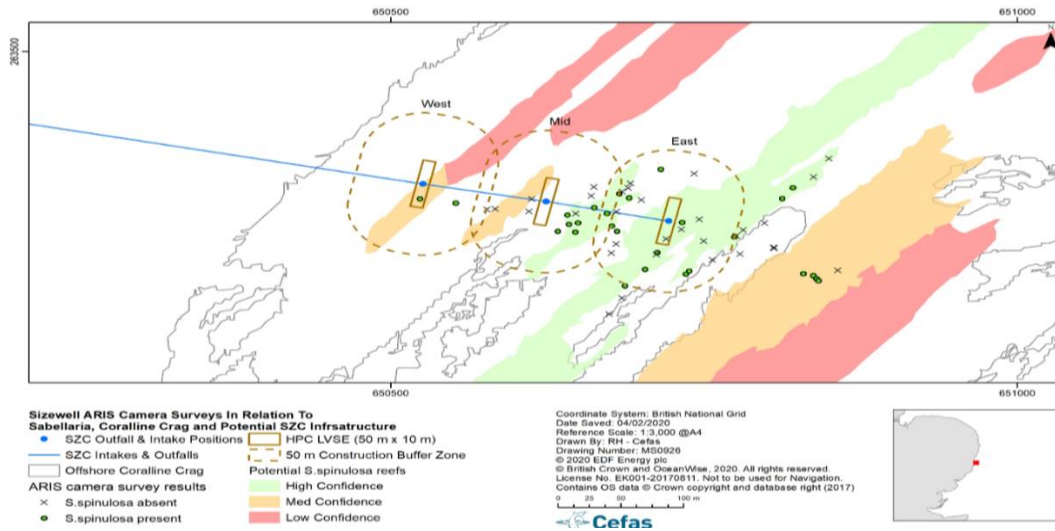 650500
651000
263500
N
West
Mid
East
650500
651000
Sizewell ARIS Camera Surveys In Relation To
Sabellaria, Coralline Crag and Potential SZC Infrsatructure
SZC Outfall & Intake Positions
SZC Intakes & Outfalls
Offshore Coralline Crag
ARIS camera survey results
S.spinulosa absent
S.spinulosa present
HPC LVSE (50 m x 10 m)
50 m Construction Buffer Zone
Potential S.spinulosa reefs
High Confidence
Med Confidence
Low Confidence
Coordinate System: British National Grid
Date Saved: 04/02/2020
Reference Scale: 1:3,000 @A4
Drawn By: RH - Cefas
Drawing Number: MS0926
© 2020 EDF Energy plc
© British Crown and OceanWise, 2020. All rights reserved.
License No. EK001-20170811. Not to be used for Navigation.
Contains OS data © Crown copyright and database right (2017)
0 50 100 m
Cefas